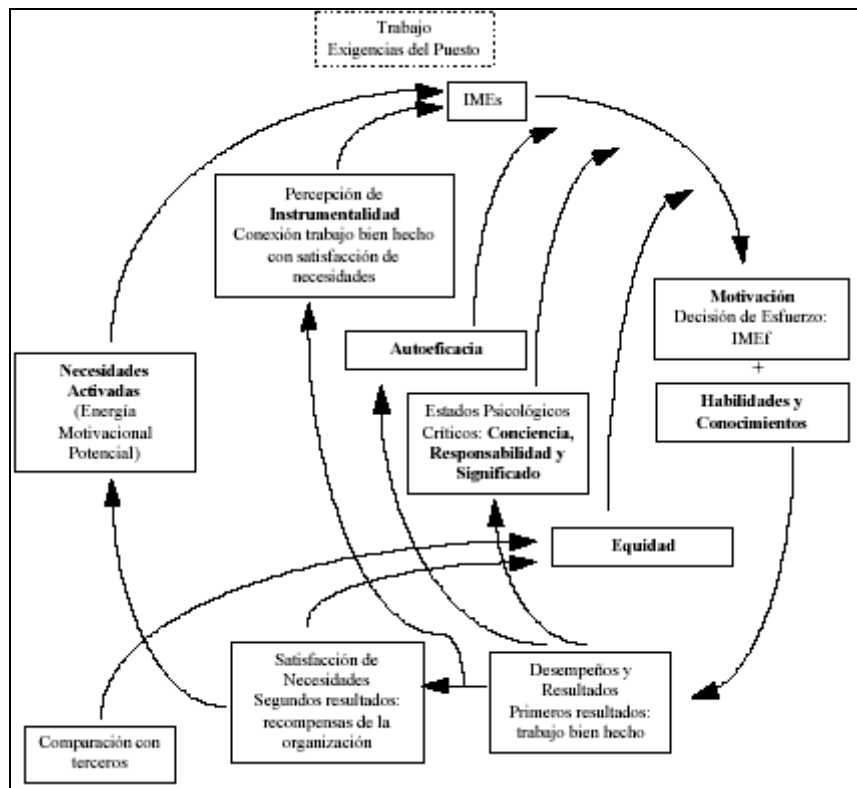 Trabajo
Exigencias del Puesto
IMEs
Percepción de
Instrumentalidad
Conexión trabajo bien hecho
con satisfacción de
necesidades
Motivación
Decisión de Esfuerzo:
IMEf
+
Habilidades y
Conocimientos
Autoeficacia
Necesidades
Activadas
(Energía
Motivacional
Potencial)
Estados Psicológicos
Críticos: Conciencia,
Responsabilidad y
Significado
Equidad
Satisfacción de
Necesidades
Segundos resultados:
recompensas de la
organización
Desempeños y
Resultados
Primeros resultados:
trabajo bien hecho
Comparación con
terceros